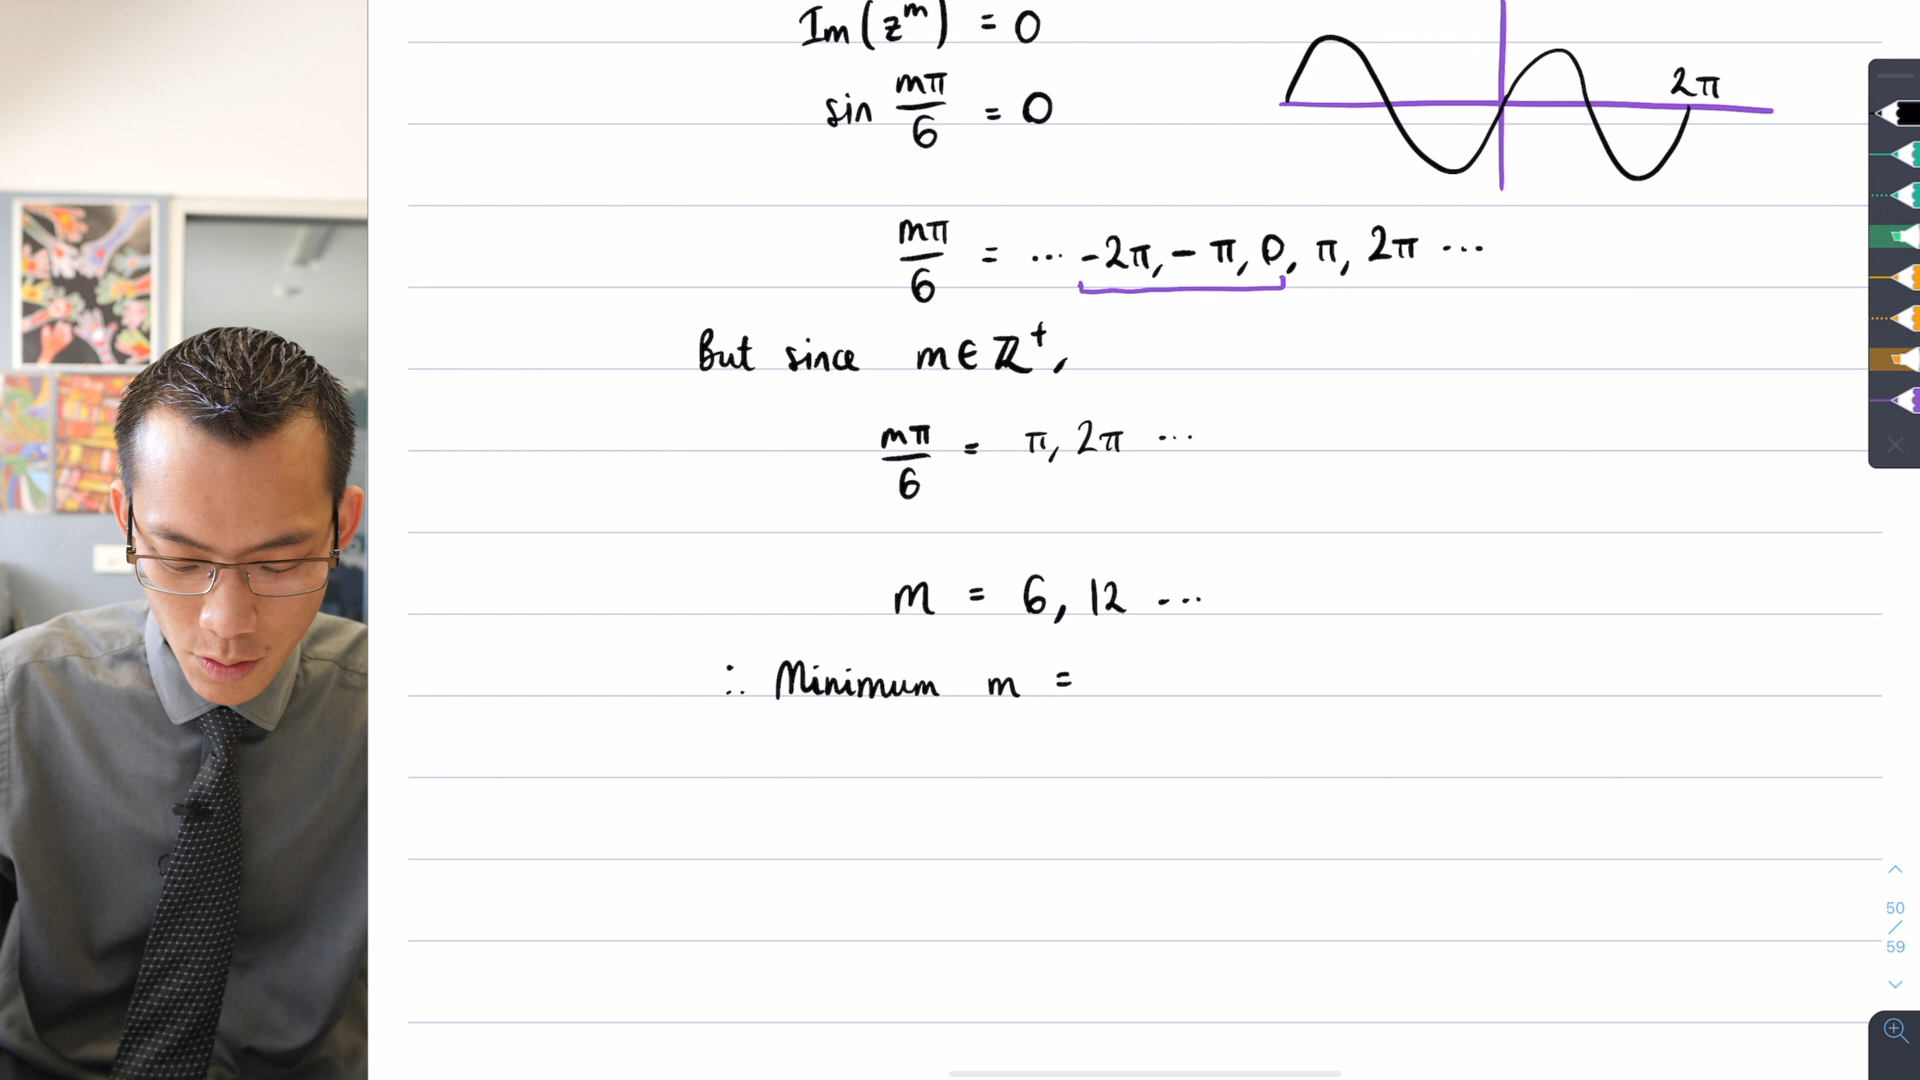 Im(z^m) = 0
sin mπ/6 = 0
2π
mπ/6 = ... -2π, -π, 0, π, 2π ...
But since m ∈ ℤ⁺,
mπ/6 = π, 2π ...
m = 6, 12 ...
∴ Minimum m =
50
/
59